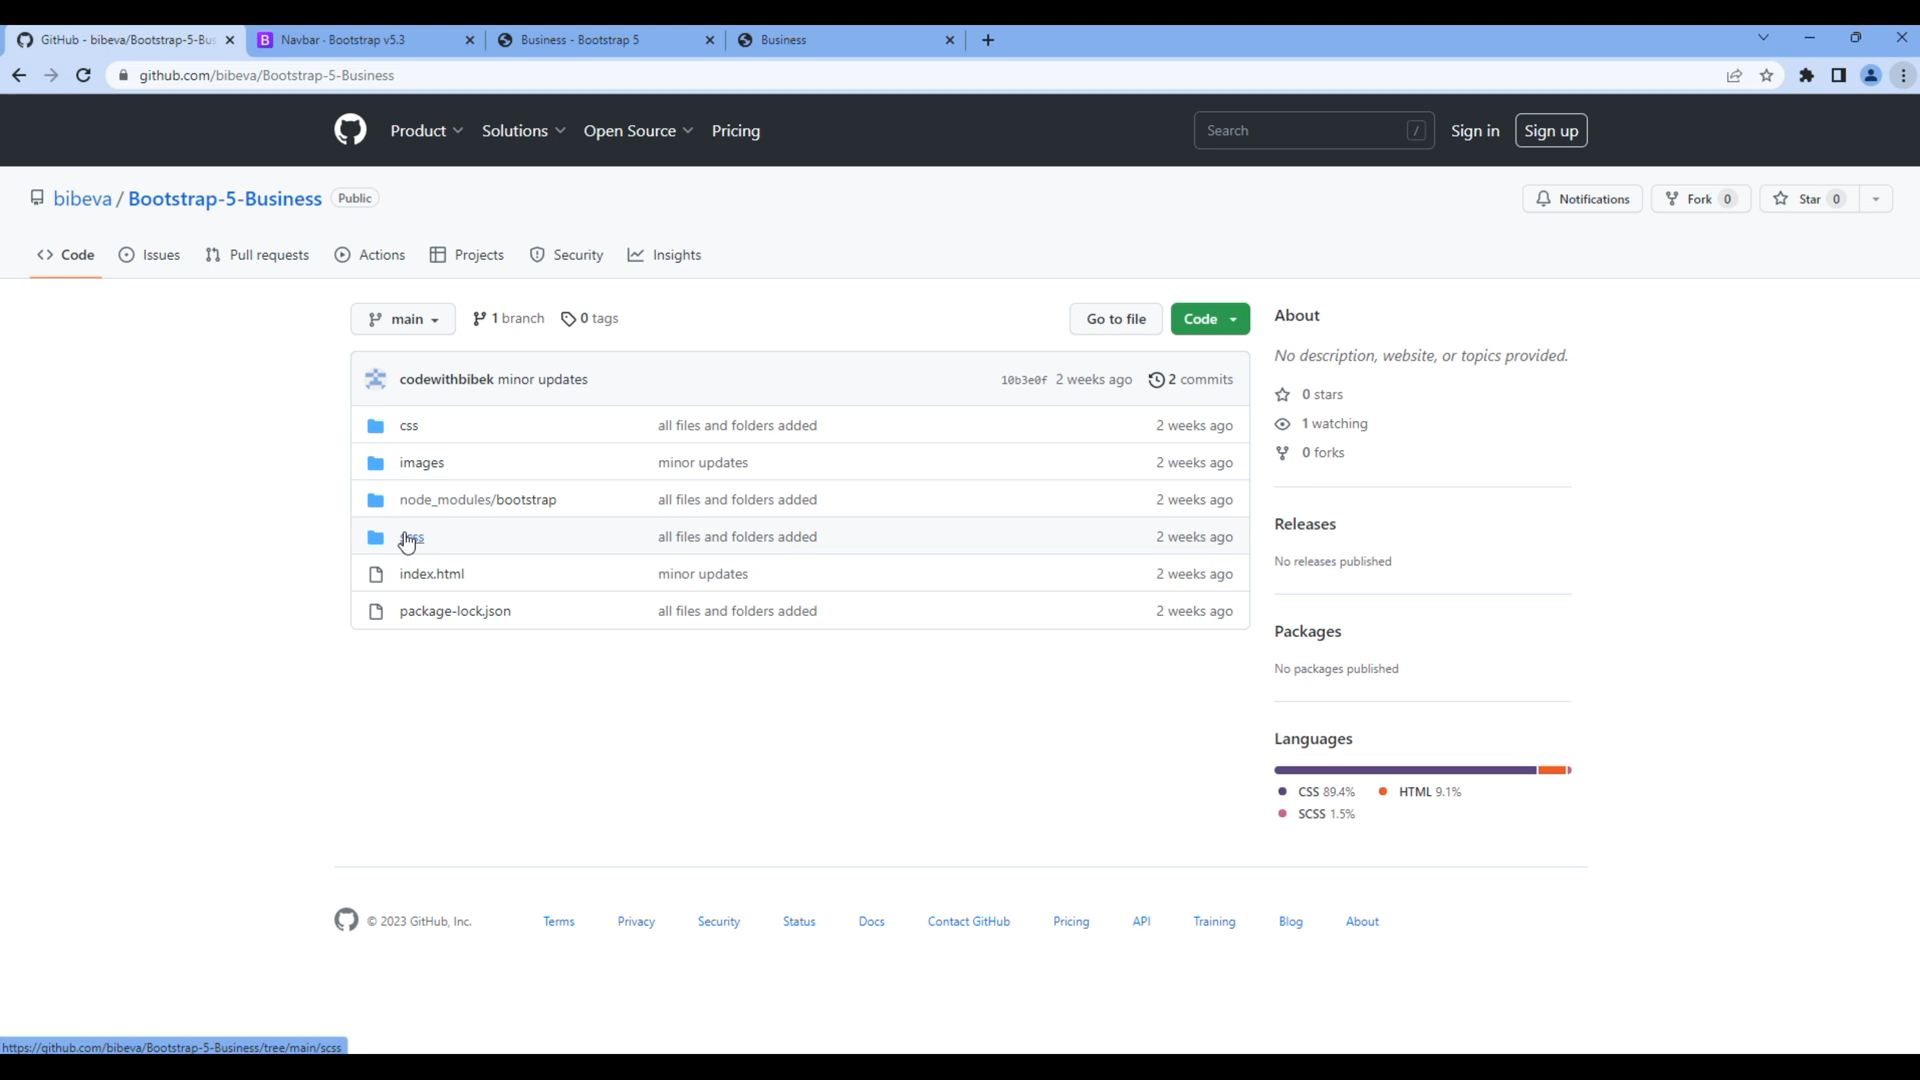 GitHub - bibeva/Bootstrap-5-Bus
Navbar · Bootstrap v5.3
Business - Bootstrap 5
Business
github.com/bibeva/Bootstrap-5-Business
Product Solutions Open Source Pricing
Search / Sign in Sign up
bibeva / Bootstrap-5-Business Public
Notifications Fork 0 Star 0
Code Issues Pull requests Actions Projects Security Insights
main 1 branch 0 tags Go to file Code
codewithbibek minor updates 10b3e0f 2 weeks ago 2 commits
css all files and folders added 2 weeks ago
images minor updates 2 weeks ago
node_modules/bootstrap all files and folders added 2 weeks ago
scss all files and folders added 2 weeks ago
index.html minor updates 2 weeks ago
package-lock.json all files and folders added 2 weeks ago
About
No description, website, or topics provided.
0 stars
1 watching
0 forks
Releases
No releases published
Packages
No packages published
Languages
CSS 89.4% HTML 9.1%
SCSS 1.5%
© 2023 GitHub, Inc. Terms Privacy Security Status Docs Contact GitHub Pricing API Training Blog About
https://github.com/bibeva/Bootstrap-5-Business/tree/main/scss